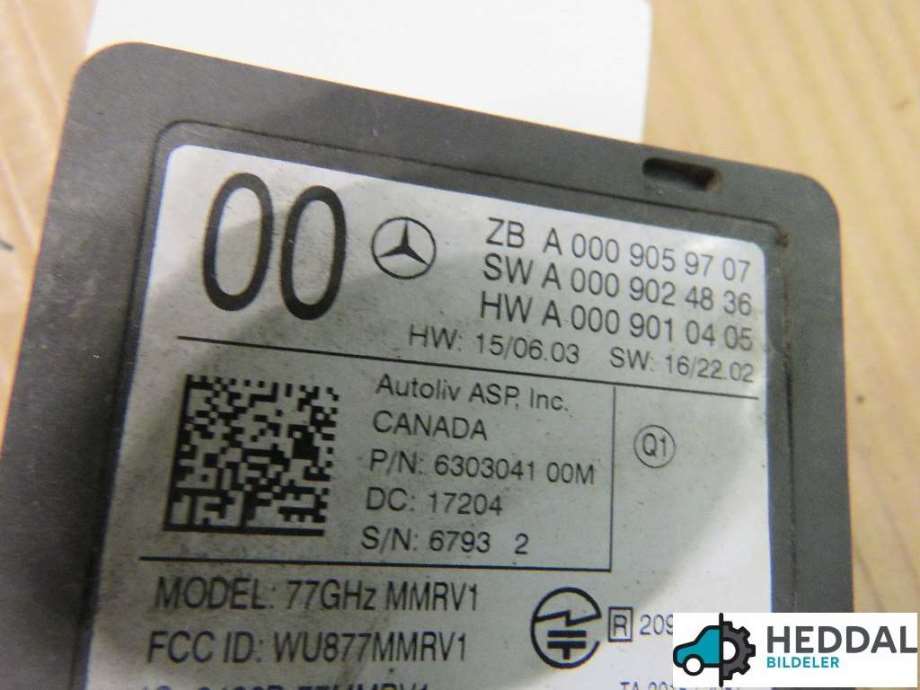 00 ZB A 000 905 97 07
SW A 000 902 48 36
HW A 000 901 04 05
HW: 15/06.03 SW: 16/22.02
Autoliv ASP, Inc.
CANADA
P/N: 6303041 00M
DC: 17204
S/N: 6793 2
Q1
MODEL: 77GHz MMRV1
FCC ID: WU877MMRV1
R 209
HEDDAL
BILDELER